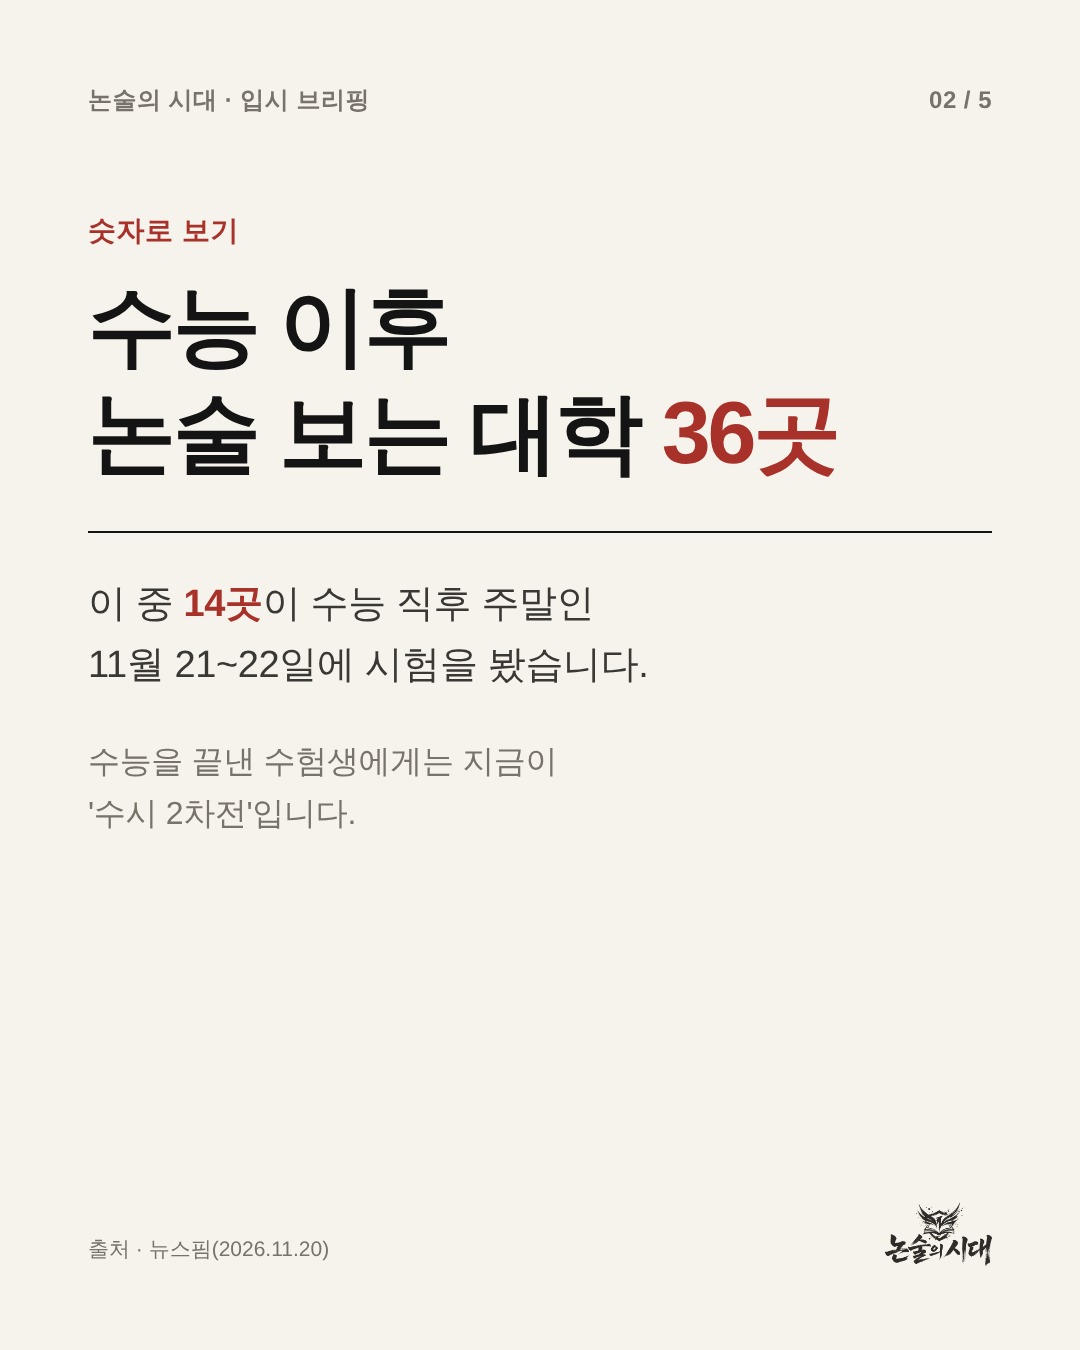 논술의 시대 · 입시 브리핑
02 / 5
숫자로 보기
수능 이후
논술 보는 대학 36곳
이 중 14곳이 수능 직후 주말인
11월 21~22일에 시험을 봤습니다.
수능을 끝낸 수험생에게는 지금이
'수시 2차전'입니다.
출처 · 뉴스핌(2026.11.20)
논술의시대